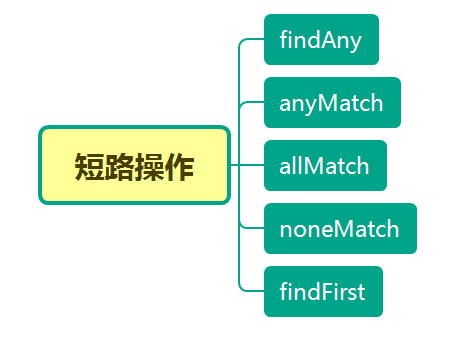 短路操作
findAny
anyMatch
allMatch
noneMatch
findFirst